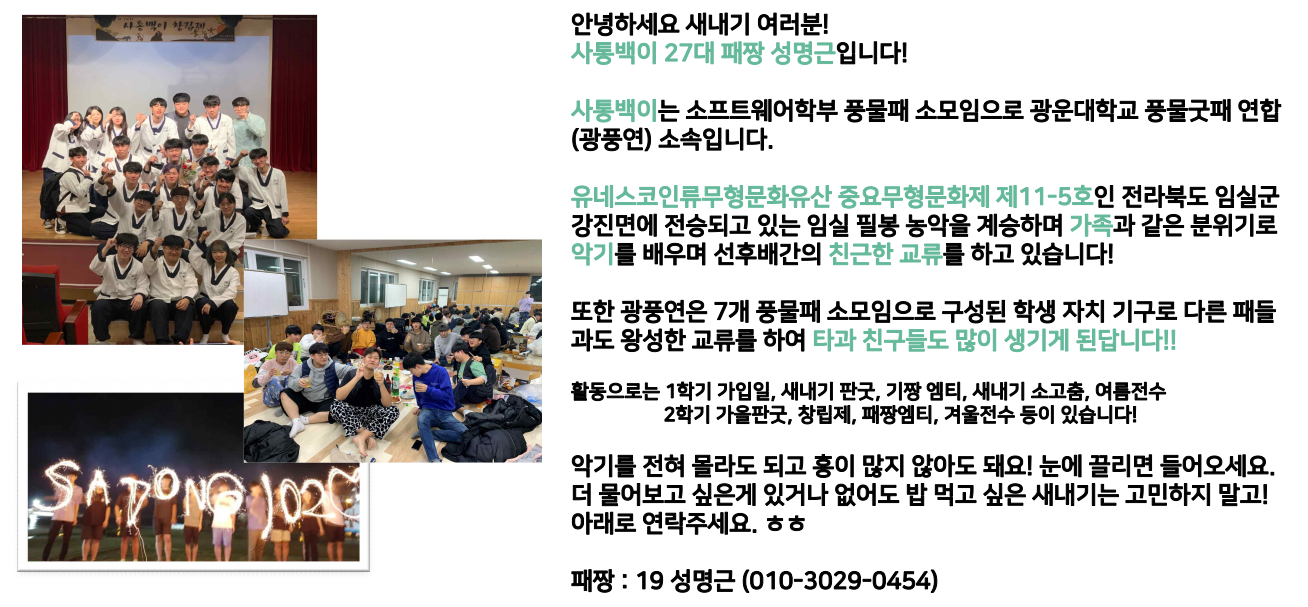 사통백이 창립제
SADONG JOJO
안녕하세요 새내기 여러분!
사통백이 27대 패짱 성명근입니다!
사통백이는 소프트웨어학부 풍물패 소모임으로 광운대학교 풍물굿패 연합
(광풍연) 소속입니다.
유네스코인류무형문화유산 중요무형문화제 제11-5호인 전라북도 임실군
강진면에 전승되고 있는 임실 필봉 농악을 계승하며 가족과 같은 분위기로
악기를 배우며 선후배간의 친근한 교류를 하고 있습니다!
또한 광풍연은 7개 풍물패 소모임으로 구성된 학생 자치 기구로 다른 패들
과도 왕성한 교류를 하여 타과 친구들도 많이 생기게 된답니다!!
활동으로는 1학기 가입일, 새내기 판굿, 기짱 엠티, 새내기 소고춤, 여름전수
2학기 가을판굿, 창립제, 패짱엠티, 겨울전수 등이 있습니다!
악기를 전혀 몰라도 되고 흥이 많지 않아도 돼요! 눈에 끌리면 들어오세요.
더 물어보고 싶은게 있거나 없어도 밥 먹고 싶은 새내기는 고민하지 말고!
아래로 연락주세요. ㅎㅎ
패짱 : 19 성명근 (010-3029-0454)